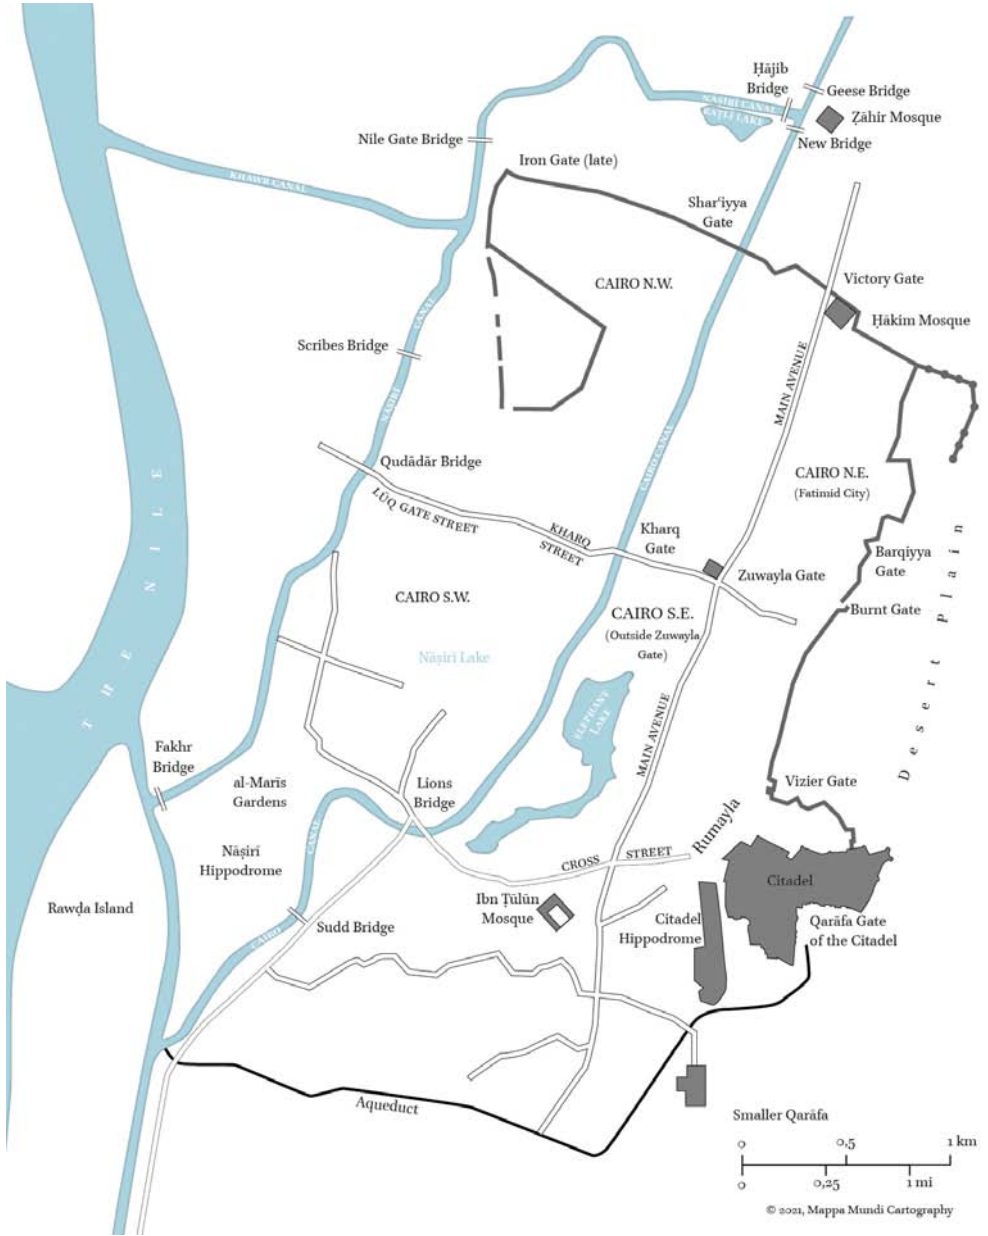 Ḥājib
Bridge
Geese Bridge
NĀṢIRĪ CANAL
RAṬLĪ LAKE
Ẓāhir Mosque
New Bridge
Nile Gate Bridge
Iron Gate (late)
KHAWR CANAL
Sharʿiyya
Gate
CAIRO N.W.
Victory Gate
Ḥākim Mosque
CANAL
Scribes Bridge
NĀṢIRĪ
MAIN AVENUE
CAIRO CANAL
Qudādār Bridge
CAIRO N.E.
(Fatimid City)
LŪQ GATE STREET
KHARQ
STREET
Kharq
Gate
Barqiyya
Gate
Zuwayla Gate
Burnt Gate
THE NILE
Desert Plain
CAIRO S.W.
CAIRO S.E.
(Outside Zuwayla
Gate)
Nāṣirī Lake
ELEPHANT
LAKE
MAIN AVENUE
Fakhr
Bridge
al-Marīs
Gardens
Lions
Bridge
Vizier Gate
Rumayla
CANAL
Nāṣirī
Hippodrome
CROSS STREET
Citadel
Rawḍa Island
Ibn Ṭūlūn
Mosque
Citadel
Hippodrome
Qarāfa Gate
of the Citadel
Sudd Bridge
CAIRO
Aqueduct
Smaller Qarāfa
0 0,5 1 km
0 0,25 1 mi
© 2021, Mappa Mundi Cartography